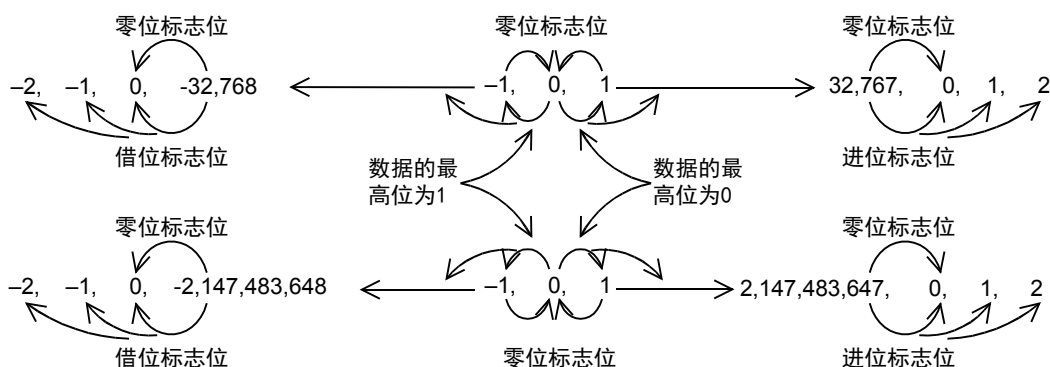 零位标志位 零位标志位 零位标志位
–2, –1, 0, -32,768 –1, 0, 1 32,767, 0, 1, 2
借位标志位 进位标志位
数据的最
高位为1
数据的最
高位为0
零位标志位 零位标志位
–2, –1, 0, -2,147,483,648 –1, 0, 1 2,147,483,647, 0, 1, 2
借位标志位 零位标志位 进位标志位